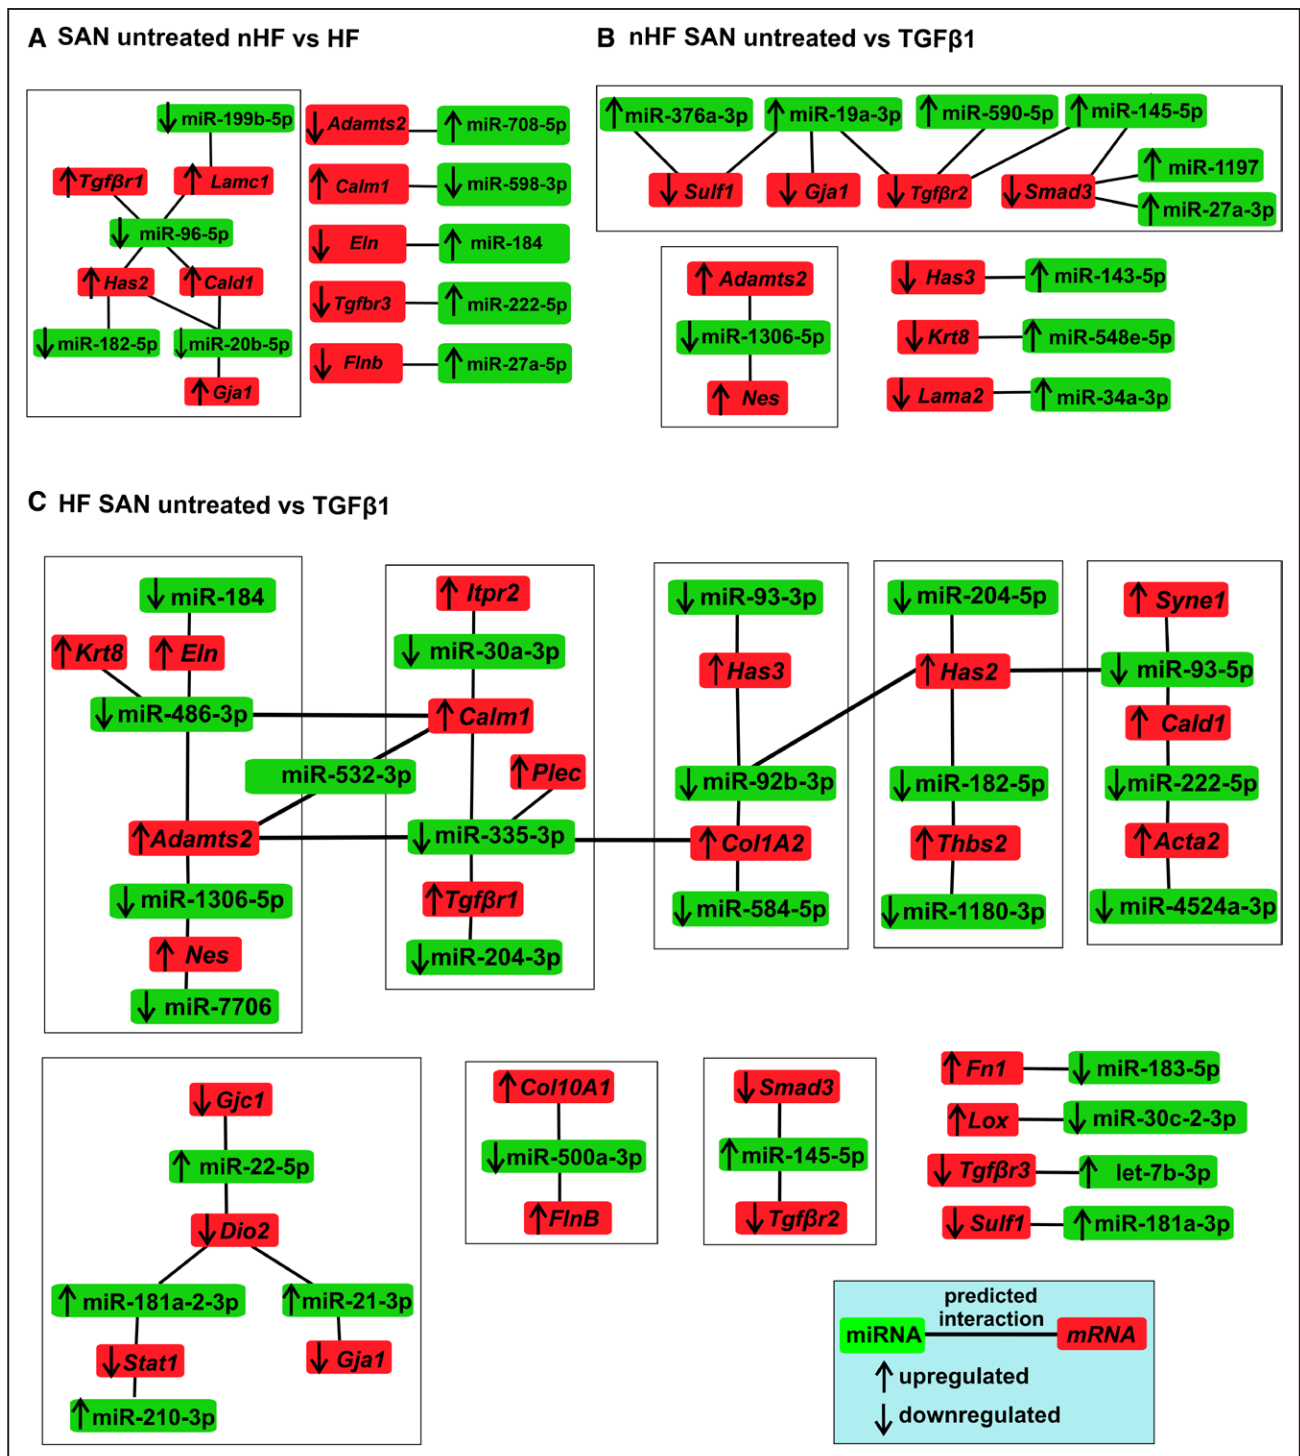 A SAN untreated nHF vs HF
miR-199b-5p
Tgfβr1
Lamc1
miR-96-5p
Has2
Cald1
miR-182-5p
miR-20b-5p
Gja1
Adamts2
miR-708-5p
Calm1
miR-598-3p
Eln
miR-184
Tgfbr3
miR-222-5p
Flnb
miR-27a-5p
B nHF SAN untreated vs TGFβ1
miR-376a-3p
miR-19a-3p
miR-590-5p
miR-145-5p
Sulf1
Gja1
Tgfβr2
Smad3
miR-1197
miR-27a-3p
Adamts2
miR-1306-5p
Nes
Has3
miR-143-5p
Krt8
miR-548e-5p
Lama2
miR-34a-3p
C HF SAN untreated vs TGFβ1
miR-184
Krt8
Eln
miR-486-3p
miR-532-3p
Adamts2
miR-1306-5p
Nes
miR-7706
Itpr2
miR-30a-3p
Calm1
Plec
miR-335-3p
Tgfβr1
miR-204-3p
miR-93-3p
Has3
miR-92b-3p
Col1A2
miR-584-5p
miR-204-5p
Has2
miR-182-5p
Thbs2
miR-1180-3p
Syne1
miR-93-5p
Cald1
miR-222-5p
Acta2
miR-4524a-3p
Gjc1
miR-22-5p
Dio2
miR-181a-2-3p
miR-21-3p
Stat1
Gja1
miR-210-3p
Col10A1
miR-500a-3p
FlnB
Smad3
miR-145-5p
Tgfβr2
Fn1
miR-183-5p
Lox
miR-30c-2-3p
Tgfβr3
let-7b-3p
Sulf1
miR-181a-3p
predicted
interaction
miRNA
mRNA
upregulated
downregulated